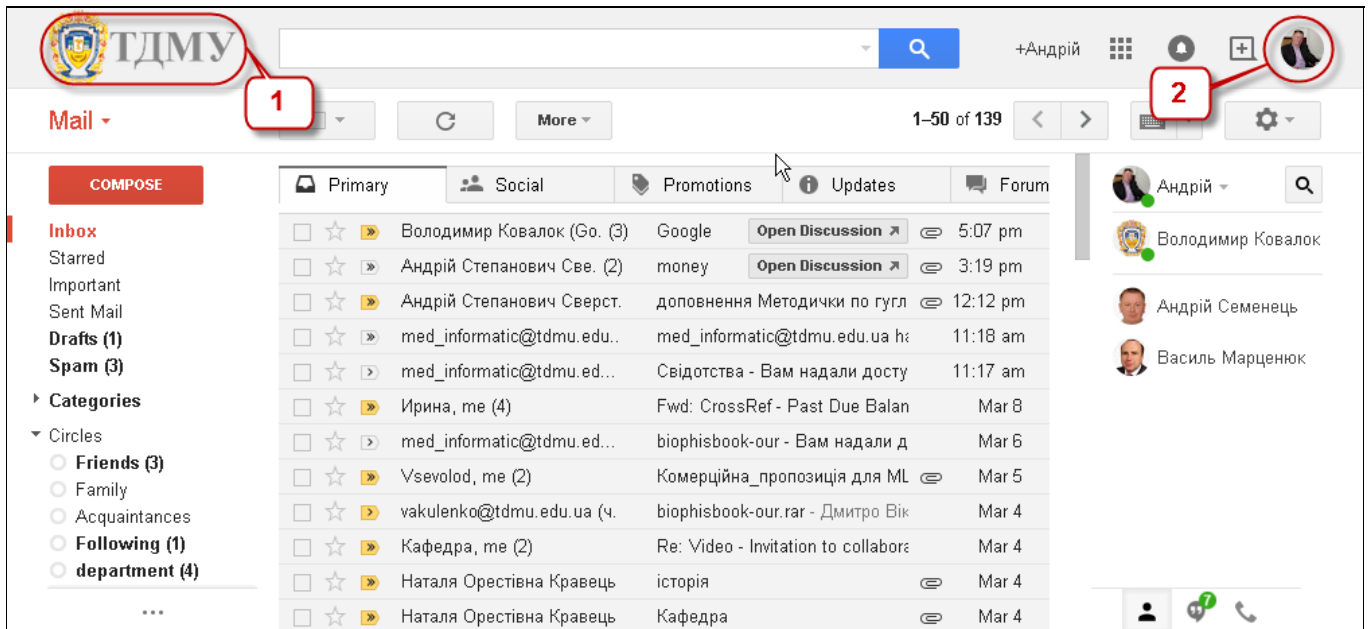 ТДМУ
+Андрій
1
2
Mail
More
1–50 of 139
COMPOSE
Inbox
Starred
Important
Sent Mail
Drafts (1)
Spam (3)
Categories
Circles
Friends (3)
Family
Acquaintances
Following (1)
department (4)
Primary Social Promotions Updates Forum
Володимир Ковалок (Go. (3) Google Open Discussion 5:07 pm
Андрій Степанович Све. (2) money Open Discussion 3:19 pm
Андрій Степанович Сверст. доповнення Методички по гугл 12:12 pm
med_informatic@tdmu.edu.. med_informatic@tdmu.edu.ua ha 11:18 am
med_informatic@tdmu.ed... Свідотства - Вам надали досту 11:17 am
Ирина, me (4) Fwd: CrossRef - Past Due Balan Mar 8
med_informatic@tdmu.ed... biophisbook-our - Вам надали д Mar 6
Vsevolod, me (2) Комерційна_пропозиція для ML Mar 5
vakulenko@tdmu.edu.ua (ч. biophisbook-our.rar - Дмитро Вік Mar 4
Кафедра, me (2) Re: Video - Invitation to collabora Mar 4
Наталя Орестівна Кравець історія Mar 4
Наталя Орестівна Кравець Кафедра Mar 4
Андрій
Володимир Ковалок
Андрій Семенець
Василь Марценюк
7